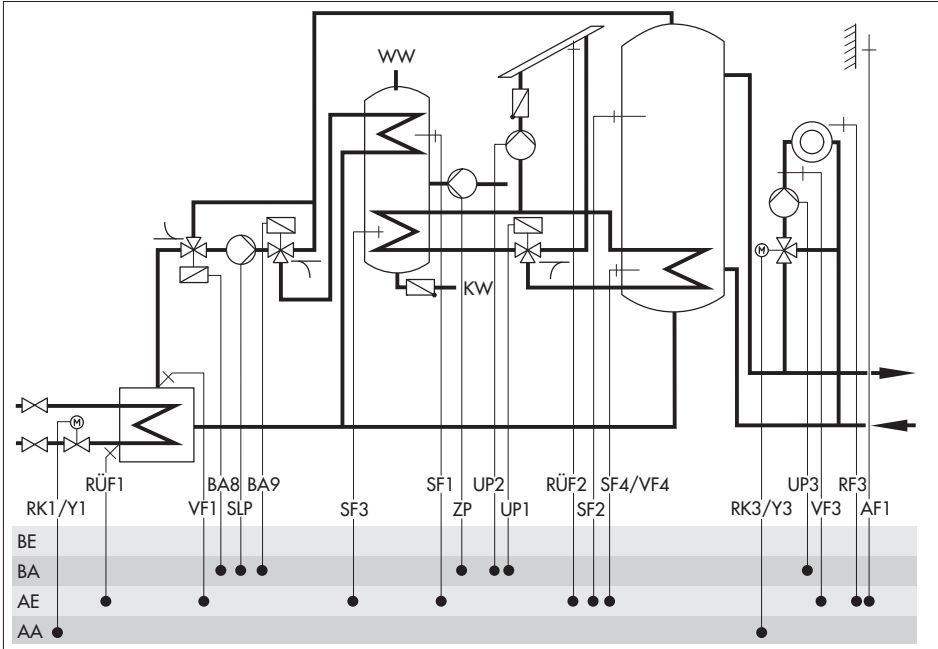 WW
KW
M
M
RÜF1 BA8 BA9 SF1 UP2 RÜF2 SF4/VF4 UP3 RF3
RK1/Y1 VF1 SLP SF3 ZP UP1 SF2 RK3/Y3 VF3 AF1
BE
BA
AE
AA